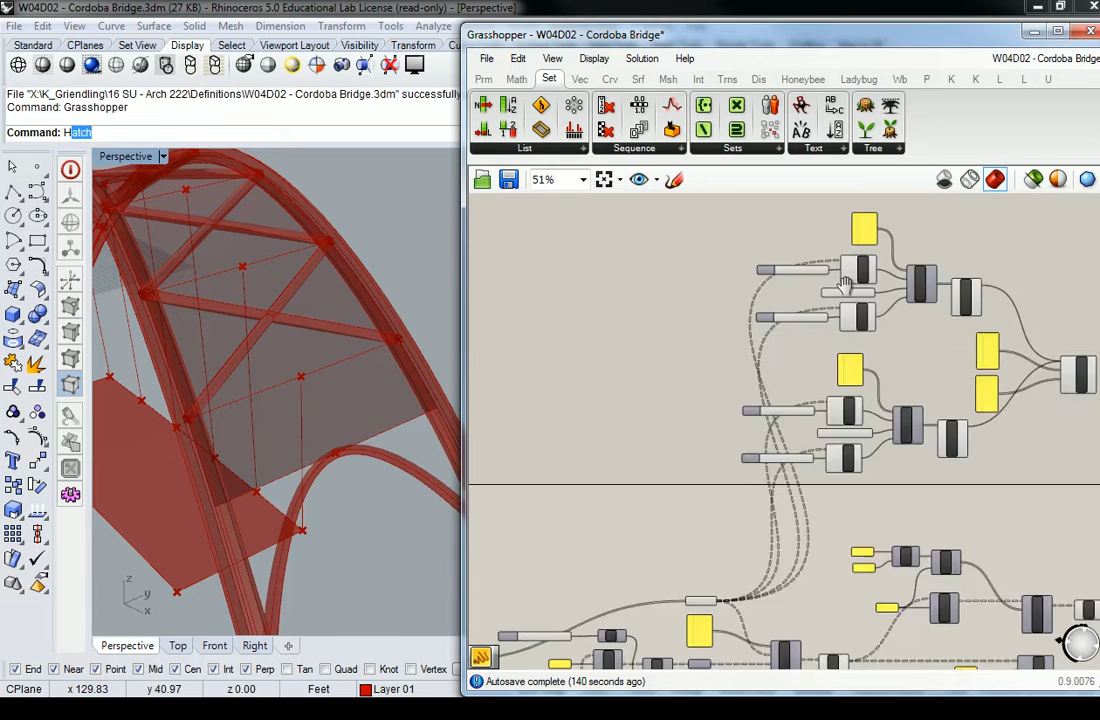 W04D02 - Cordoba Bridge.3dm (27 KB) - Rhinoceros 5.0 Educational Lab License (read-only) - [Perspective]
File Edit View Curve Surface Solid Mesh Dimension Transform Tools Analyze
Standard CPlanes Set View Display Select Viewport Layout Visibility Transform
File "X:\K_Griendling\16 SU - Arch 222\Definitions\W04D02 - Cordoba Bridge.3dm" successfully
Command: Grasshopper
Command: Hatch
Perspective
z
y
x
Perspective Top Front Right
End Near Point Mid Cen Int Perp Tan Quad Knot Vertex
CPlane x 129.83 y 40.97 z 0.00 Feet Layer 01
Grasshopper - W04D02 - Cordoba Bridge*
File Edit View Display Solution Help W04D02 - Cordoba Bridge
Prm Math Set Vec Crv Srf Msh Int Trns Dis Honeybee Ladybug Wb P K K L U
List Sequence Sets Text Tree
51%
Autosave complete (140 seconds ago) 0.9.0076